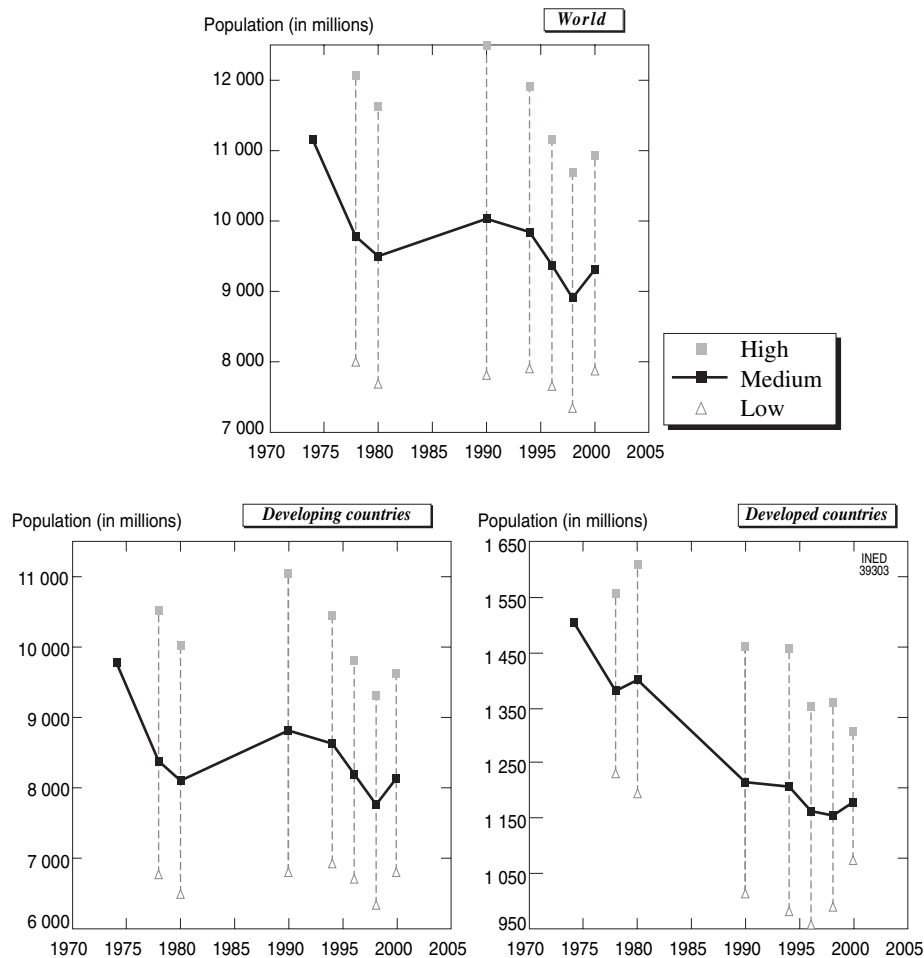 World
Population (in millions)
12 000
11 000
10 000
9 000
8 000
7 000
1970 1975 1980 1985 1990 1995 2000 2005
High
Medium
Low
Developing countries
Population (in millions)
11 000
10 000
9 000
8 000
7 000
6 000
1970 1975 1980 1985 1990 1995 2000 2005
Developed countries
Population (in millions)
1 650
INED
39303
1 550
1 450
1 350
1 250
1 150
1 050
950
1970 1975 1980 1985 1990 1995 2000 2005